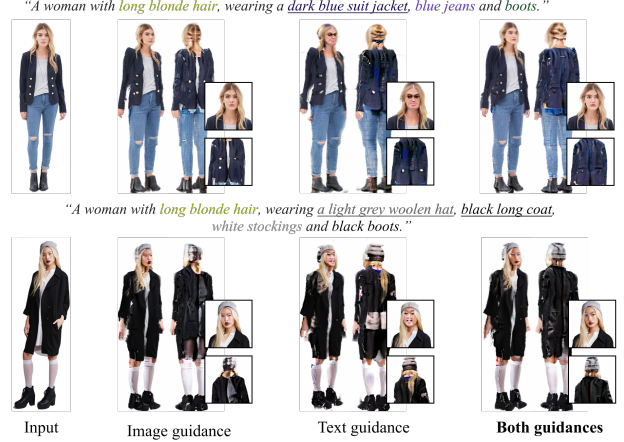 “A woman with long blonde hair, wearing a dark blue suit jacket, blue jeans and boots.”
“A woman with long blonde hair, wearing a light grey woolen hat, black long coat,
white stockings and black boots.”
Input
Image guidance
Text guidance
Both guidances